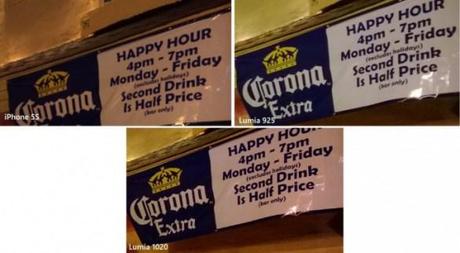 HAPPY HOUR
4pm - 7pm
Monday - Friday
(excludes holidays)
Second Drink
Is Half Price
(bar only)
Corona
iPhone 5S
HAPPY HOUR
4pm - 7pm
Monday - Friday
(excludes holidays)
Second Drink
Is Half Price
(bar only)
Corona
Extra
Lumia 925
HAPPY HOUR
4pm - 7pm
Monday - Friday
(excludes holidays)
Second Drink
Is Half Price
(bar only)
Corona
Extra
Lumia 1020